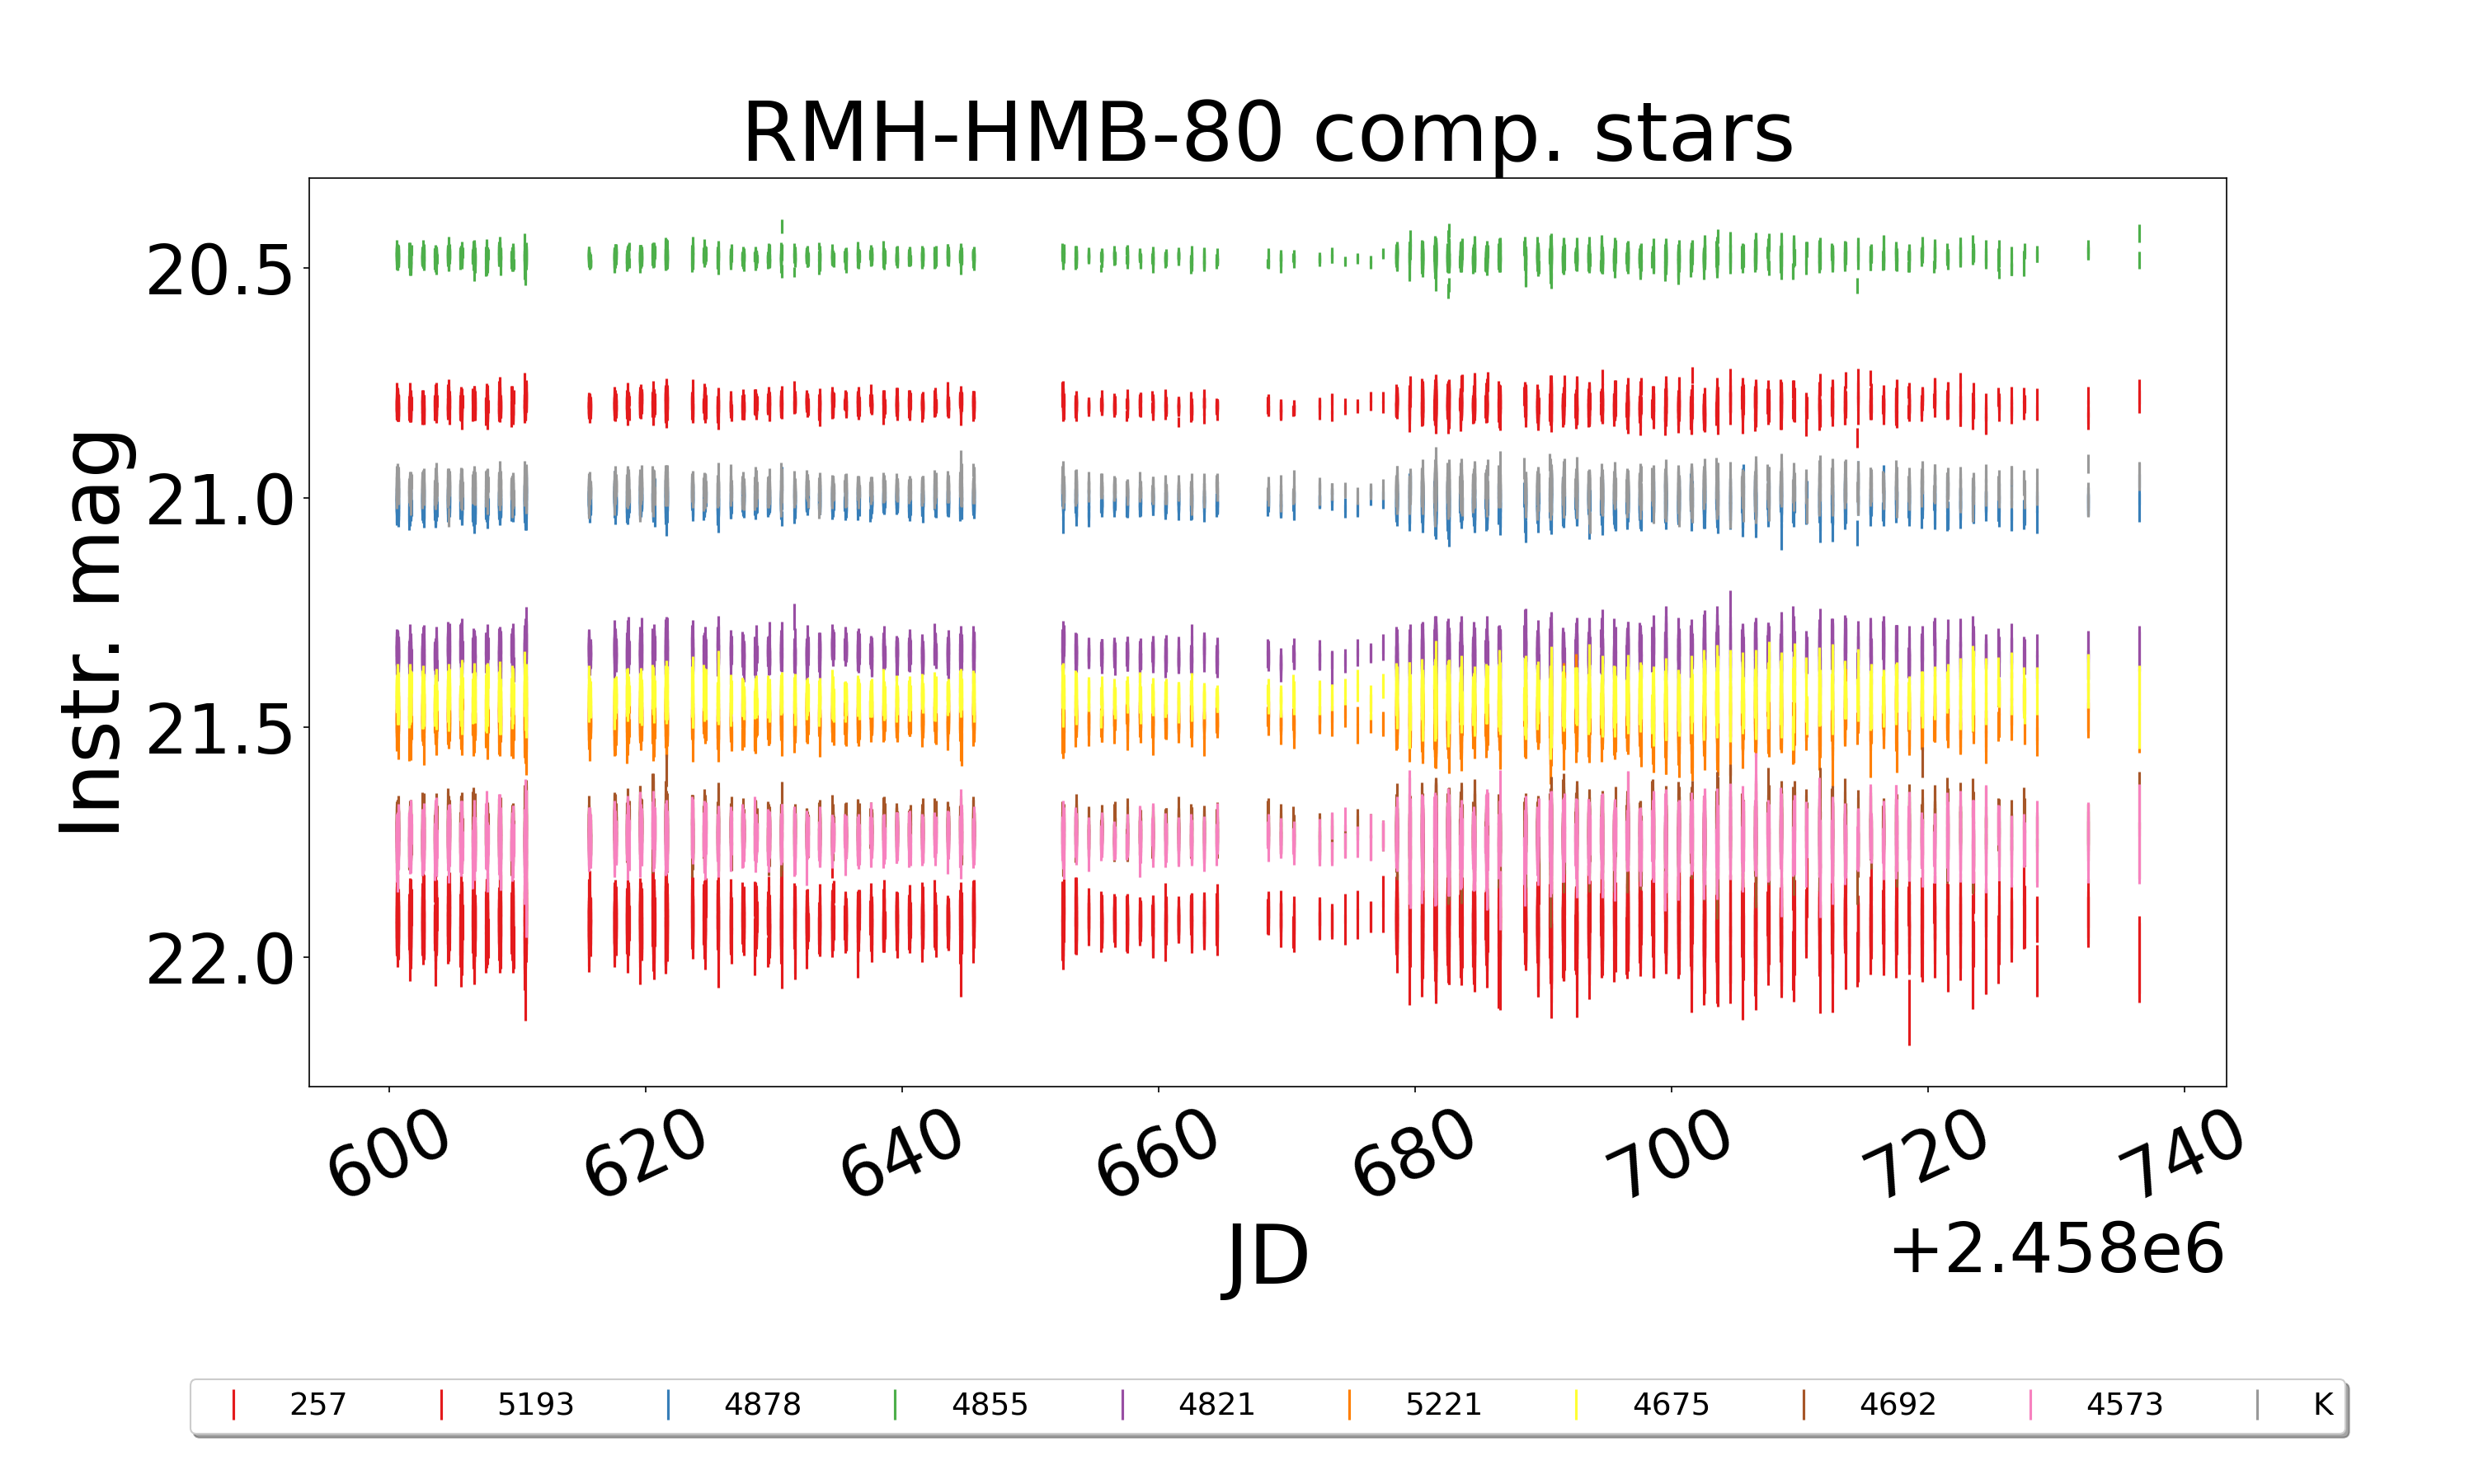 RMH-HMB-80 comp. stars
Instr. mag
20.5
21.0
21.5
22.0
600 620 640 660 680 700 720 740
JD
+2.458e6
257 5193 4878 4855 4821 5221 4675 4692 4573 K